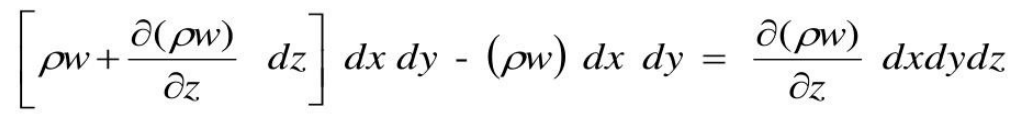 [ρw + ∂(ρw)/∂z dz] dx dy - (ρw) dx dy = ∂(ρw)/∂z dxdydz